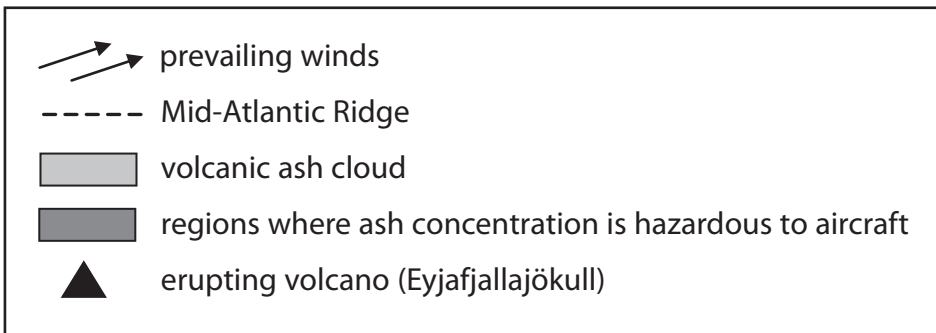 prevailing winds
Mid-Atlantic Ridge
volcanic ash cloud
regions where ash concentration is hazardous to aircraft
erupting volcano (Eyjafjallajökull)